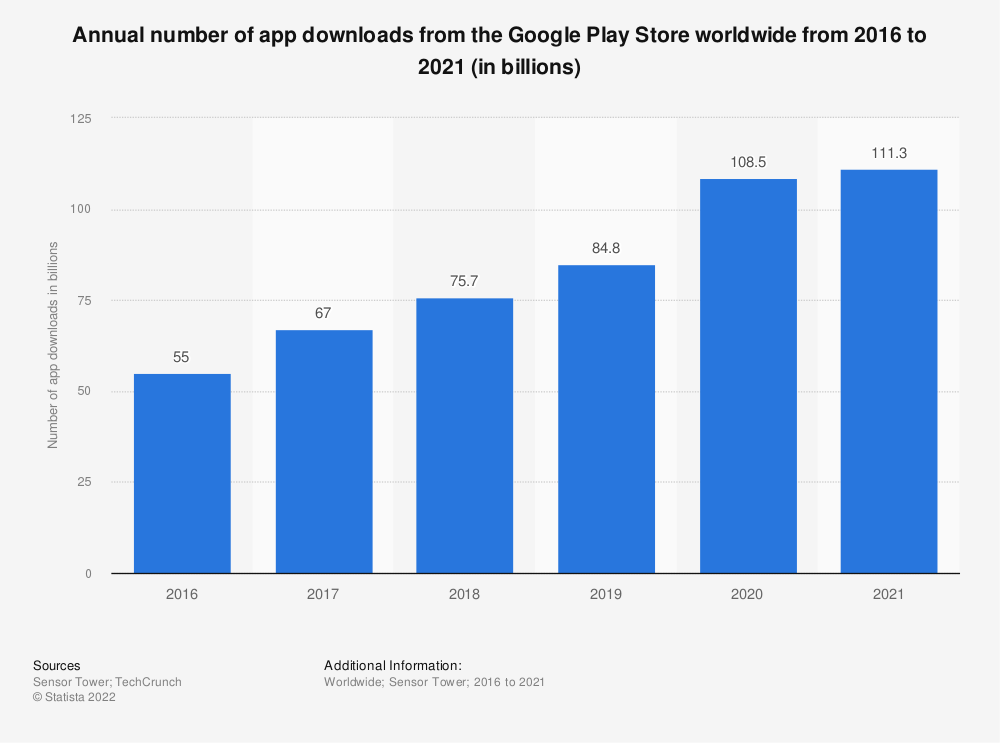 Annual number of app downloads from the Google Play Store worldwide from 2016 to
2021 (in billions)
Number of app downloads in billions
125
100
75
50
25
0
55
67
75.7
84.8
108.5
111.3
2016
2017
2018
2019
2020
2021
Sources
Sensor Tower; TechCrunch
© Statista 2022
Additional Information:
Worldwide; Sensor Tower; 2016 to 2021